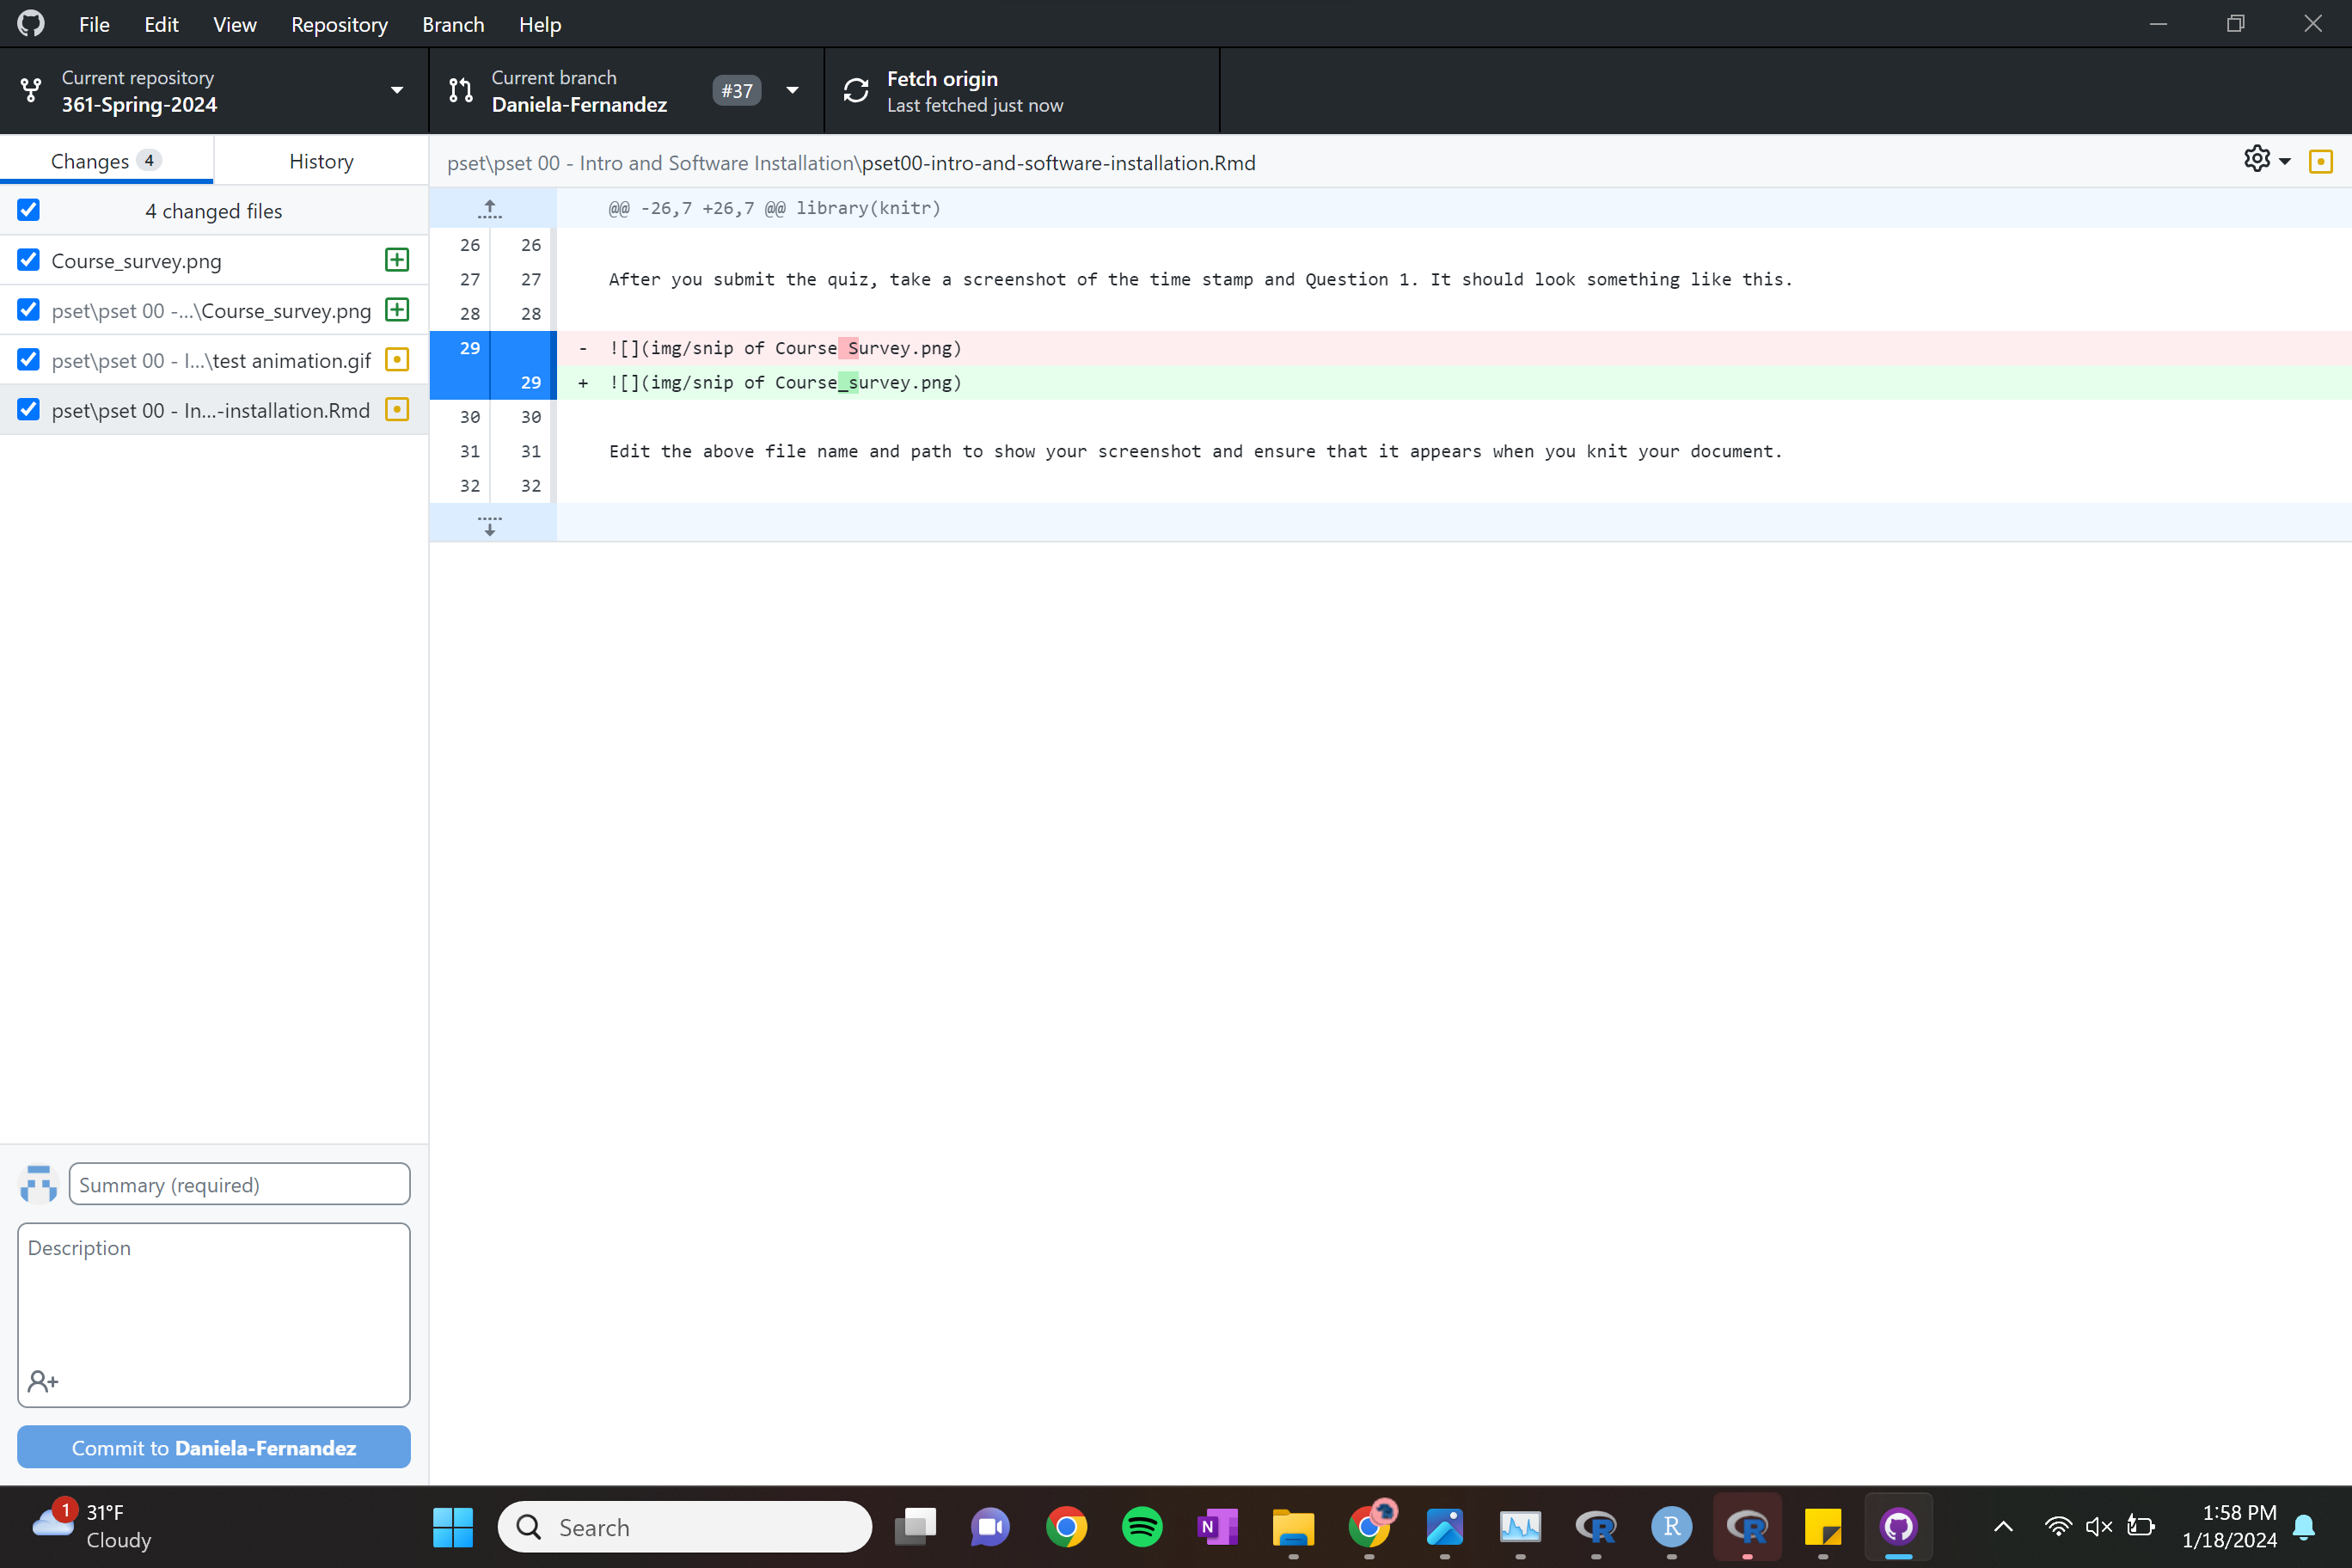 File Edit View Repository Branch Help
Current repository
361-Spring-2024
Current branch
Daniela-Fernandez
#37
Fetch origin
Last fetched just now
Changes 4
History
pset\pset 00 - Intro and Software Installation\pset00-intro-and-software-installation.Rmd
4 changed files
Course_survey.png
pset\pset 00 -...\Course_survey.png
pset\pset 00 - I...\test animation.gif
pset\pset 00 - In...-installation.Rmd
@@ -26,7 +26,7 @@ library(knitr)
26 26
27 27 After you submit the quiz, take a screenshot of the time stamp and Question 1. It should look something like this.
28 28
29 - ![](img/snip of Course Survey.png)
29 + ![](img/snip of Course_survey.png)
30 30
31 31 Edit the above file name and path to show your screenshot and ensure that it appears when you knit your document.
32 32
Summary (required)
Description
Commit to Daniela-Fernandez
1
31°F
Cloudy
Search
N
R
R
R
1:58 PM
1/18/2024